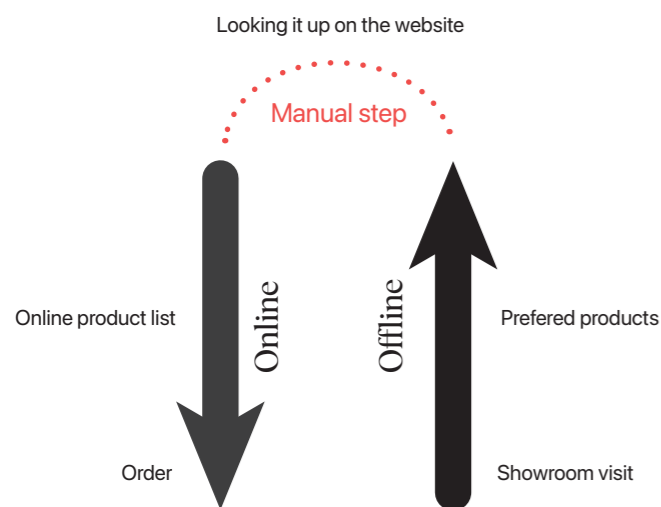 Looking it up on the website
Manual step
Online
Offline
Online product list
Prefered products
Order
Showroom visit